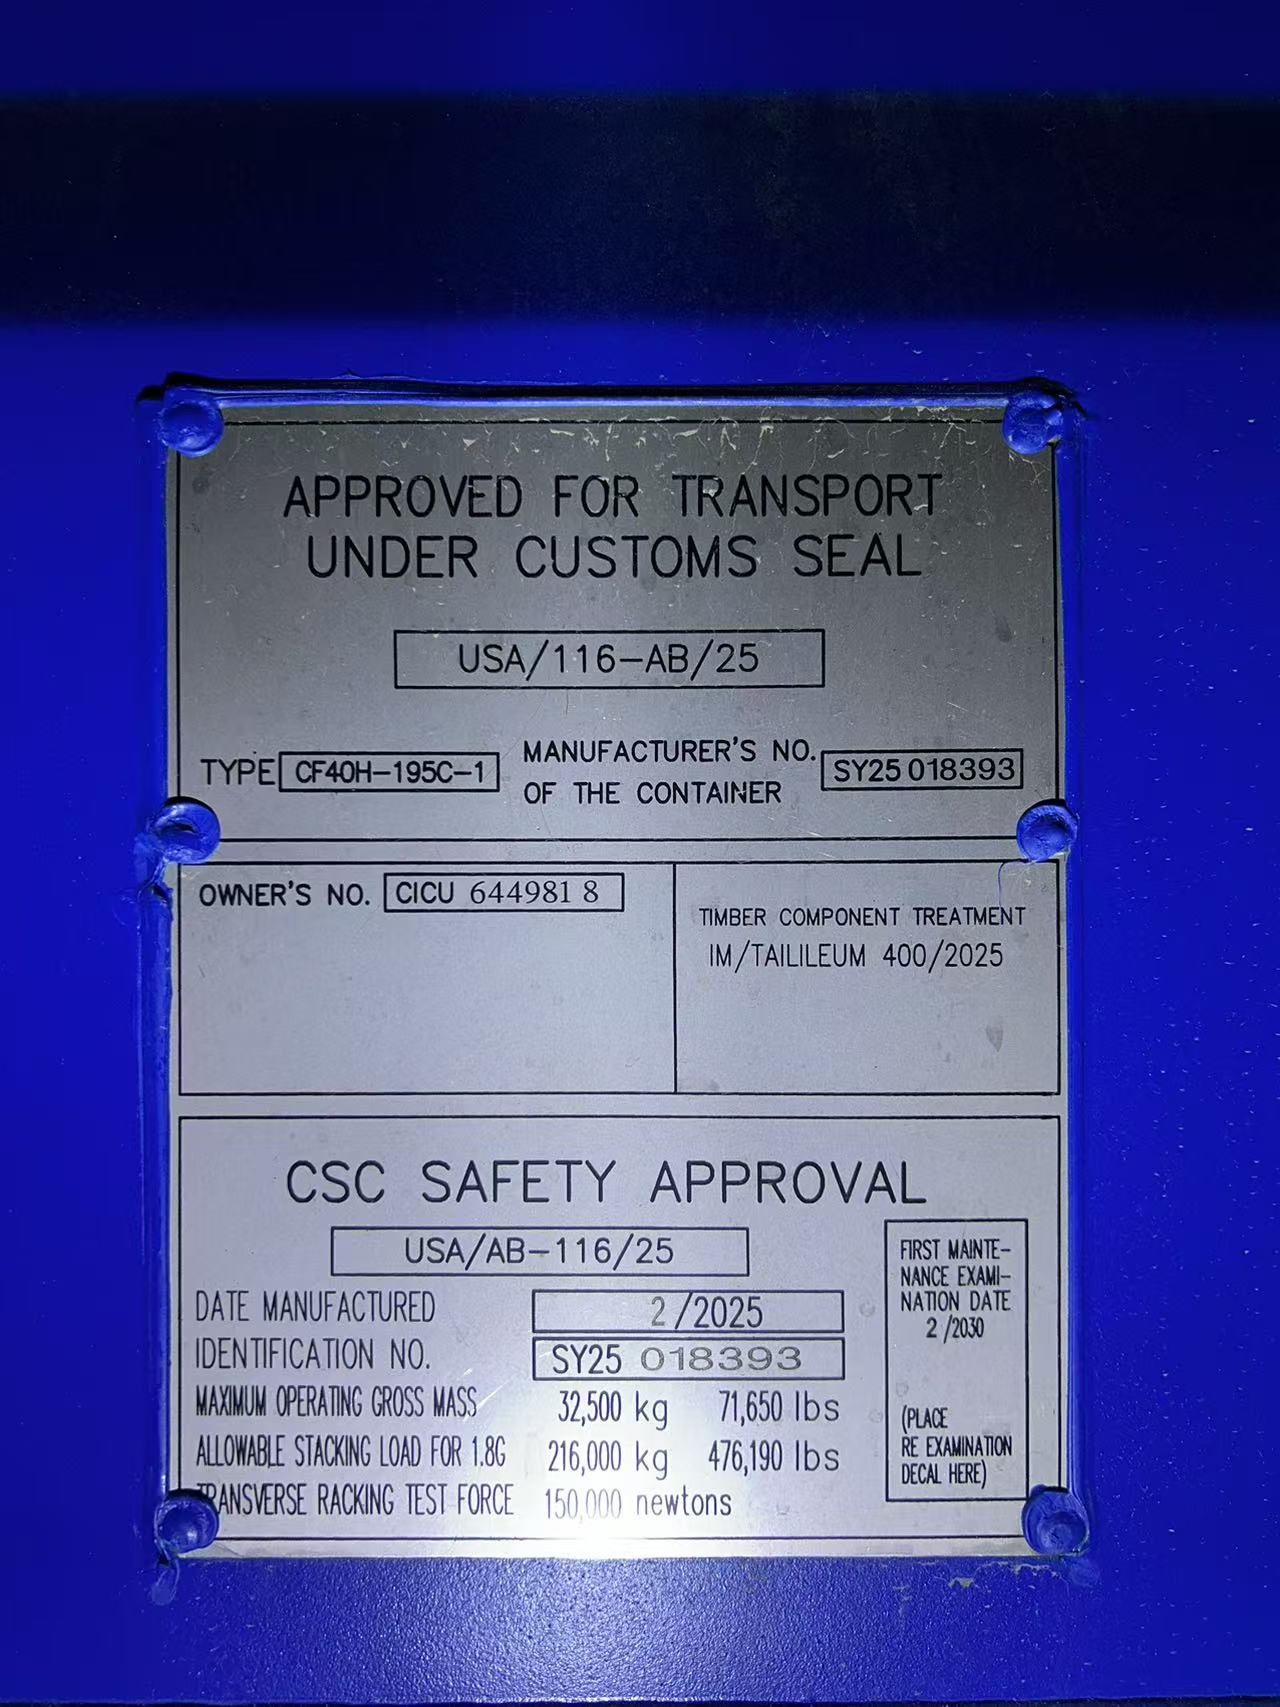 APPROVED FOR TRANSPORT
UNDER CUSTOMS SEAL
USA/116-AB/25
TYPE CF40H-195C-1
MANUFACTURER'S NO.
OF THE CONTAINER
SY25 018393
OWNER'S NO. CICU 644981 8
TIMBER COMPONENT TREATMENT
IM/TAILILEUM 400/2025
CSC SAFETY APPROVAL
USA/AB-116/25
DATE MANUFACTURED 2/2025
IDENTIFICATION NO. SY25 018393
MAXIMUM OPERATING GROSS MASS 32,500 kg 71,650 lbs
ALLOWABLE STACKING LOAD FOR 1.8G 216,000 kg 476,190 lbs
TRANSVERSE RACKING TEST FORCE 150,000 newtons
FIRST MAINTE-
NANCE EXAMI-
NATION DATE
2/2030
(PLACE
RE EXAMINATION
DECAL HERE)